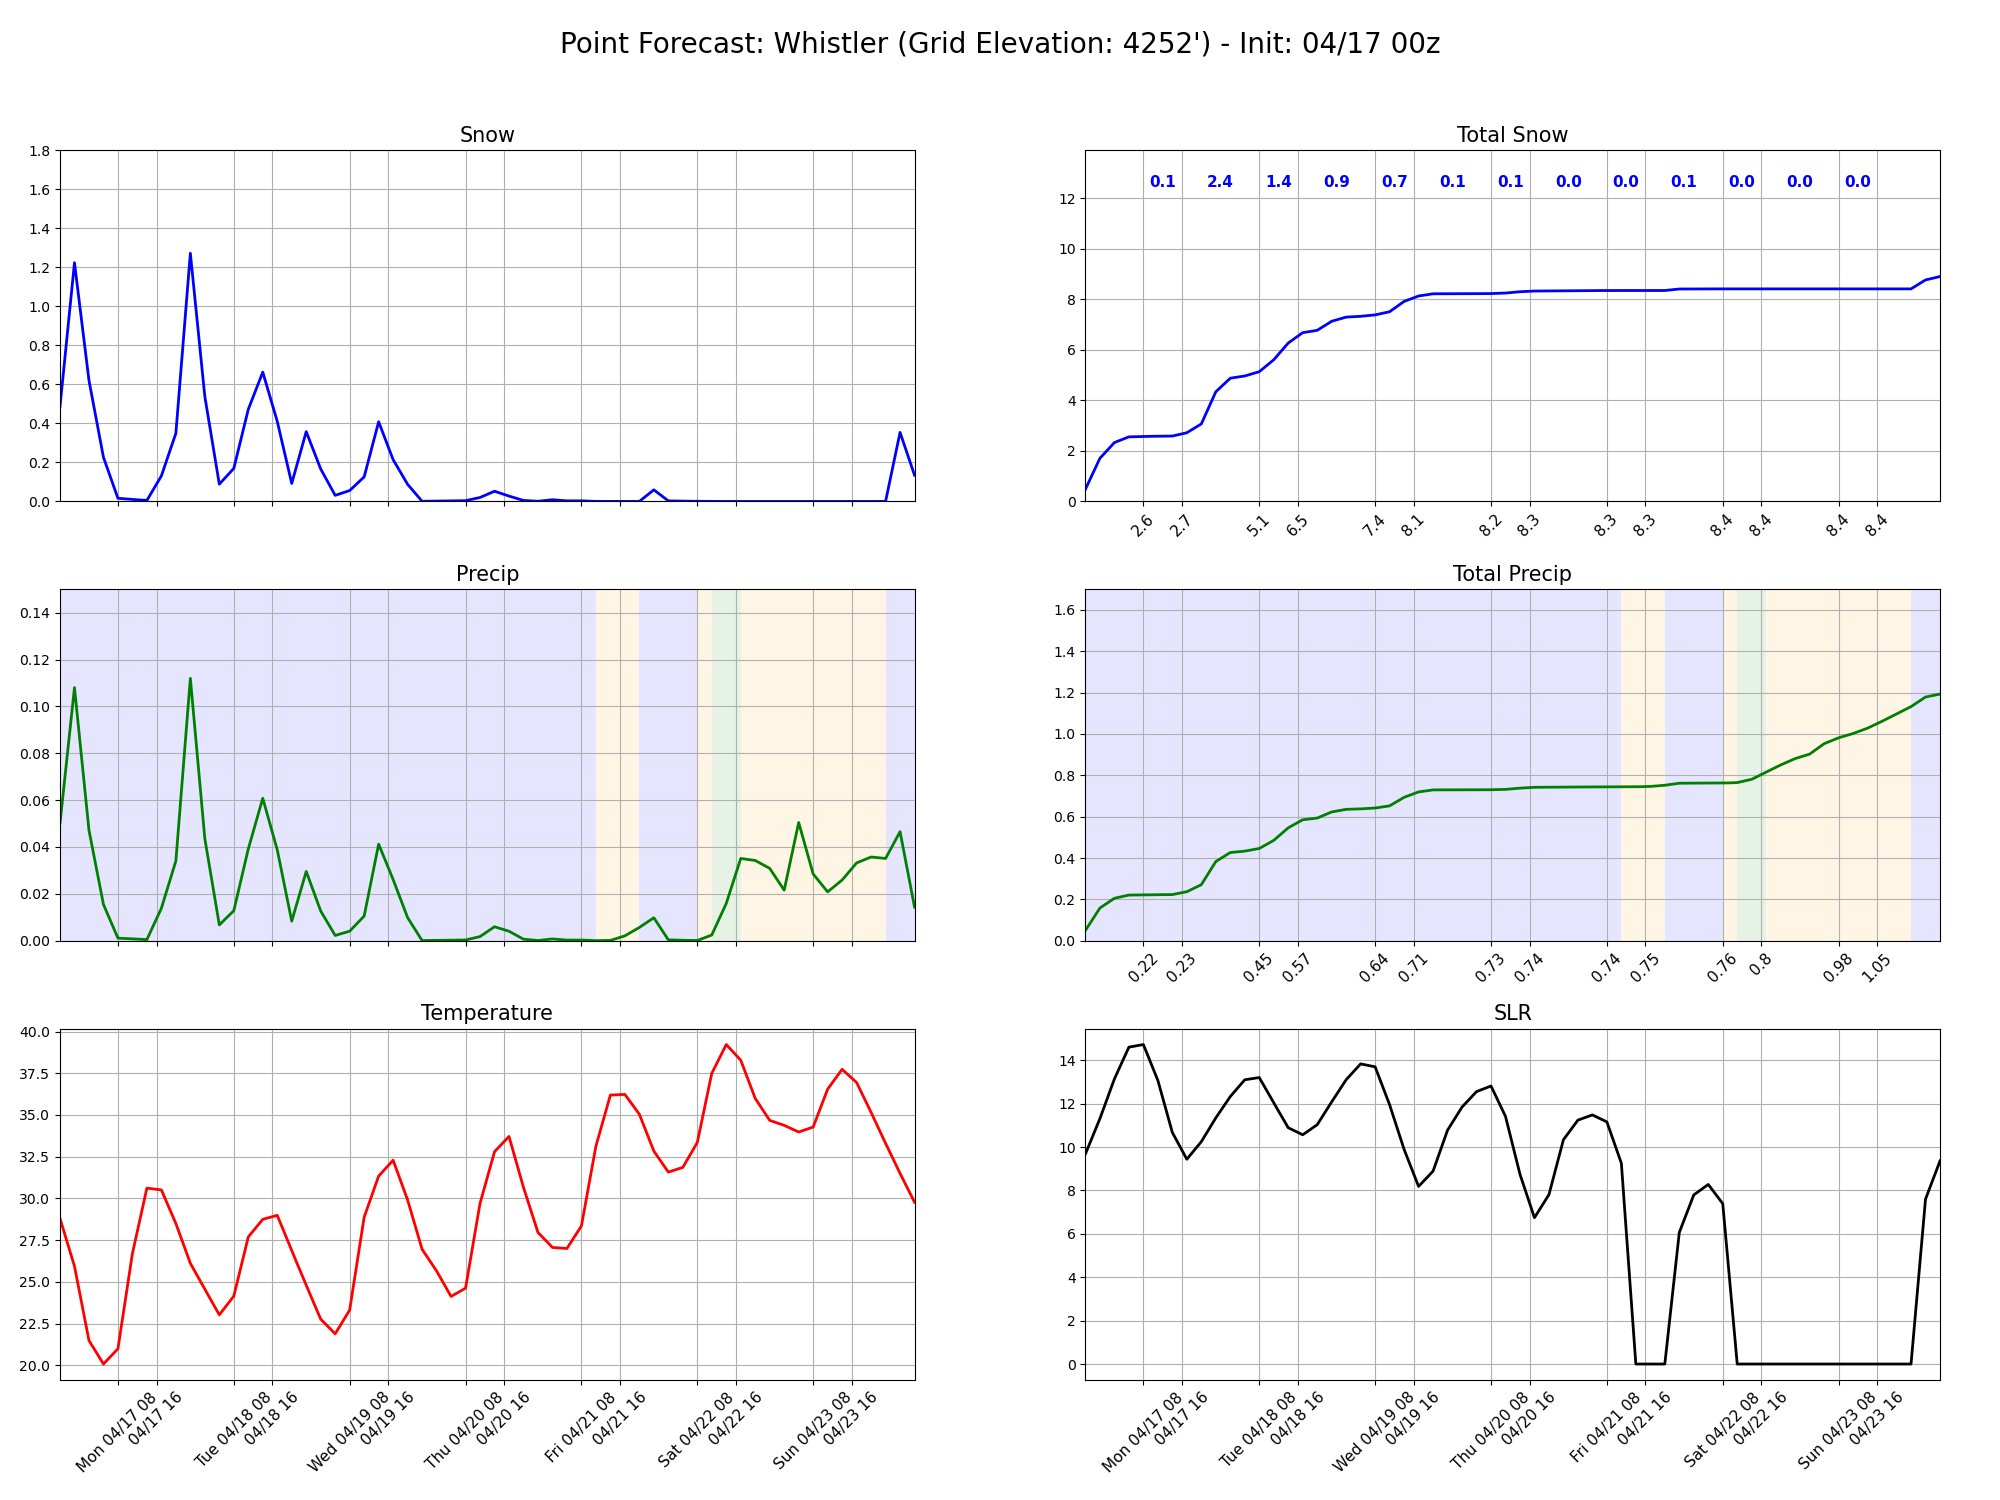 Point Forecast: Whistler (Grid Elevation: 4252') - Init: 04/17 00z
Snow
1.8
1.6
1.4
1.2
1.0
0.8
0.6
0.4
0.2
0.0
Total Snow
0.1 2.4 1.4 0.9 0.7 0.1 0.1 0.0 0.0 0.1 0.0 0.0 0.0
12
10
8
6
4
2
0
2.6 2.7 5.1 6.5 7.4 8.1 8.2 8.3 8.3 8.3 8.4 8.4 8.4 8.4
Precip
0.14
0.12
0.10
0.08
0.06
0.04
0.02
0.00
Total Precip
1.6
1.4
1.2
1.0
0.8
0.6
0.4
0.2
0.0
0.22 0.23 0.45 0.57 0.64 0.71 0.73 0.74 0.74 0.75 0.76 0.8 0.98 1.05
Temperature
40.0
37.5
35.0
32.5
30.0
27.5
25.0
22.5
20.0
Mon 04/17 08
04/17 16
Tue 04/18 08
04/18 16
Wed 04/19 08
04/19 16
Thu 04/20 08
04/20 16
Fri 04/21 08
04/21 16
Sat 04/22 08
04/22 16
Sun 04/23 08
04/23 16
SLR
14
12
10
8
6
4
2
0
Mon 04/17 08
04/17 16
Tue 04/18 08
04/18 16
Wed 04/19 08
04/19 16
Thu 04/20 08
04/20 16
Fri 04/21 08
04/21 16
Sat 04/22 08
04/22 16
Sun 04/23 08
04/23 16